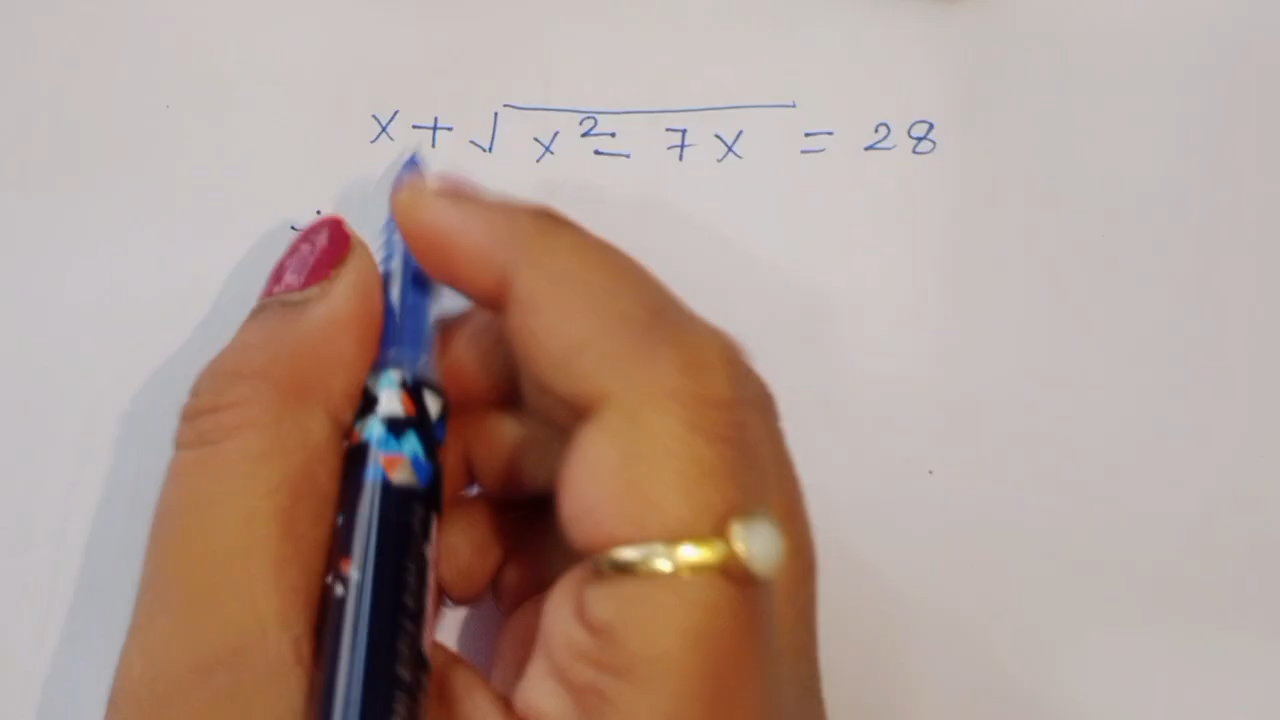 x + √(x² - 7x) = 28